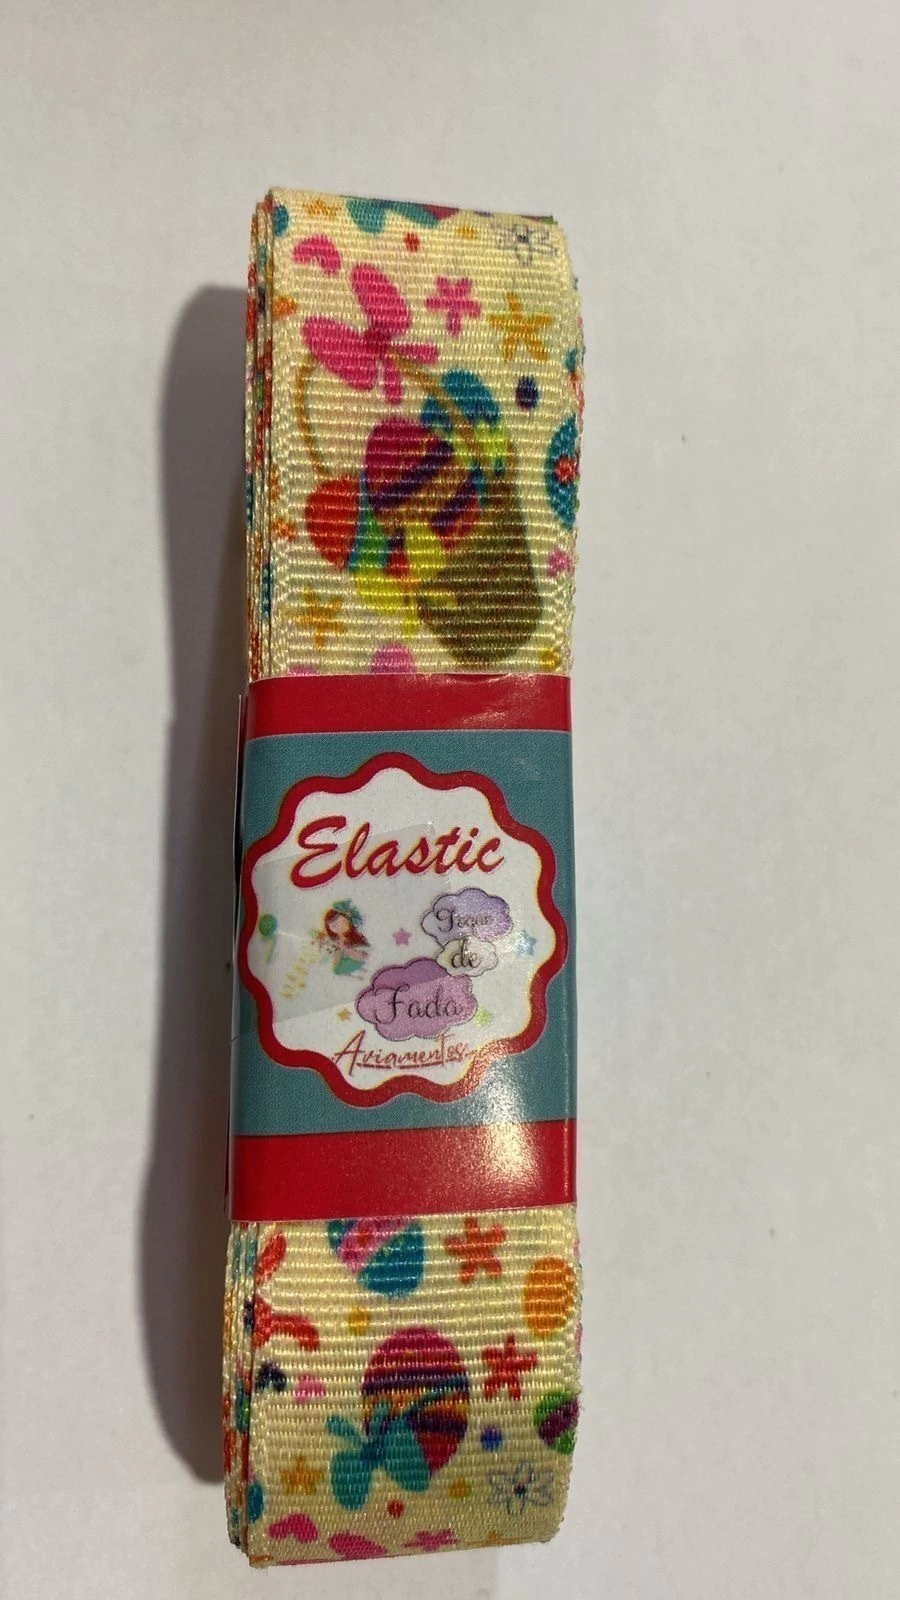 Elastic
Toque
de
Fada
Aviamentos